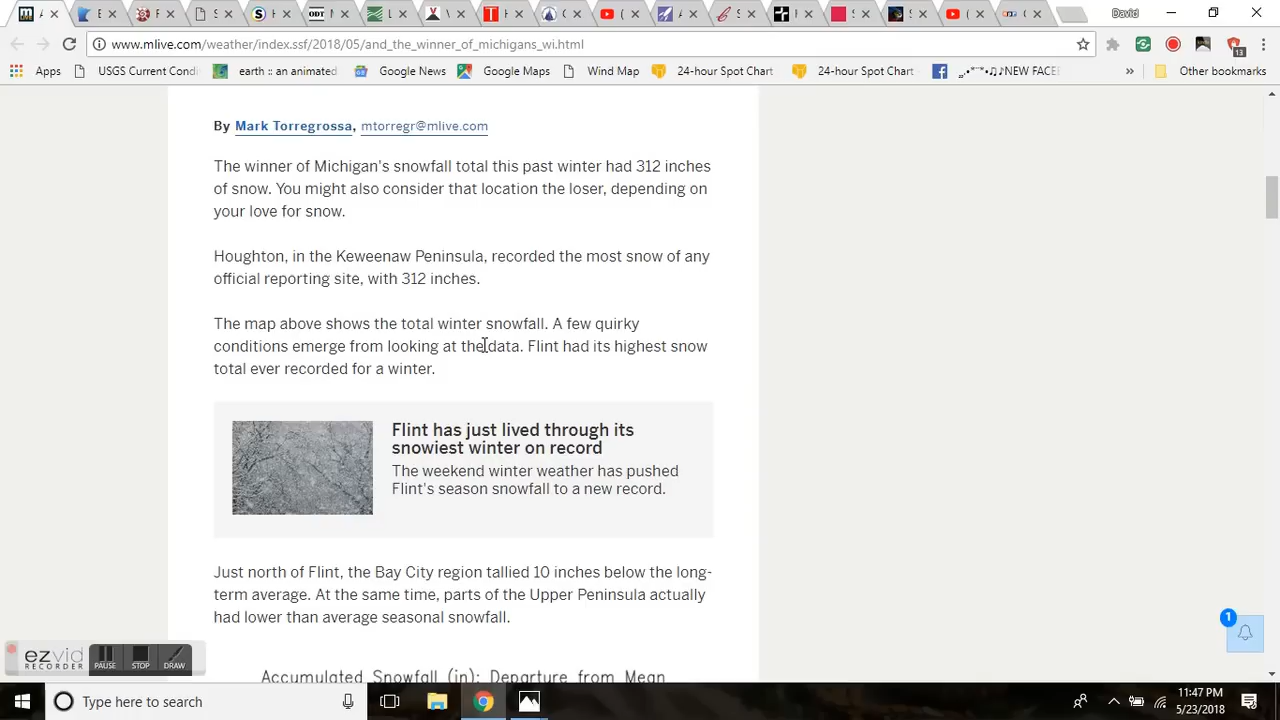 David
www.mlive.com/weather/index.ssf/2018/05/and_the_winner_of_michigans_wi.html
13
Apps
USGS Current Condi
earth :: an animated
Google News
Google Maps
Wind Map
24-hour Spot Chart
24-hour Spot Chart
NEW FACE
»
Other bookmarks
By Mark Torregrossa, mtorregr@mlive.com
The winner of Michigan's snowfall total this past winter had 312 inches
of snow. You might also consider that location the loser, depending on
your love for snow.
Houghton, in the Keweenaw Peninsula, recorded the most snow of any
official reporting site, with 312 inches.
The map above shows the total winter snowfall. A few quirky
conditions emerge from looking at the data. Flint had its highest snow
total ever recorded for a winter.
Flint has just lived through its
snowiest winter on record
The weekend winter weather has pushed
Flint's season snowfall to a new record.
Just north of Flint, the Bay City region tallied 10 inches below the long-
term average. At the same time, parts of the Upper Peninsula actually
had lower than average seasonal snowfall.
1
Accumulated Snowfall (in): Departure from Mean
ezvid
RECORDER
PAUSE
STOP
DRAW
Type here to search
11:47 PM
5/23/2018